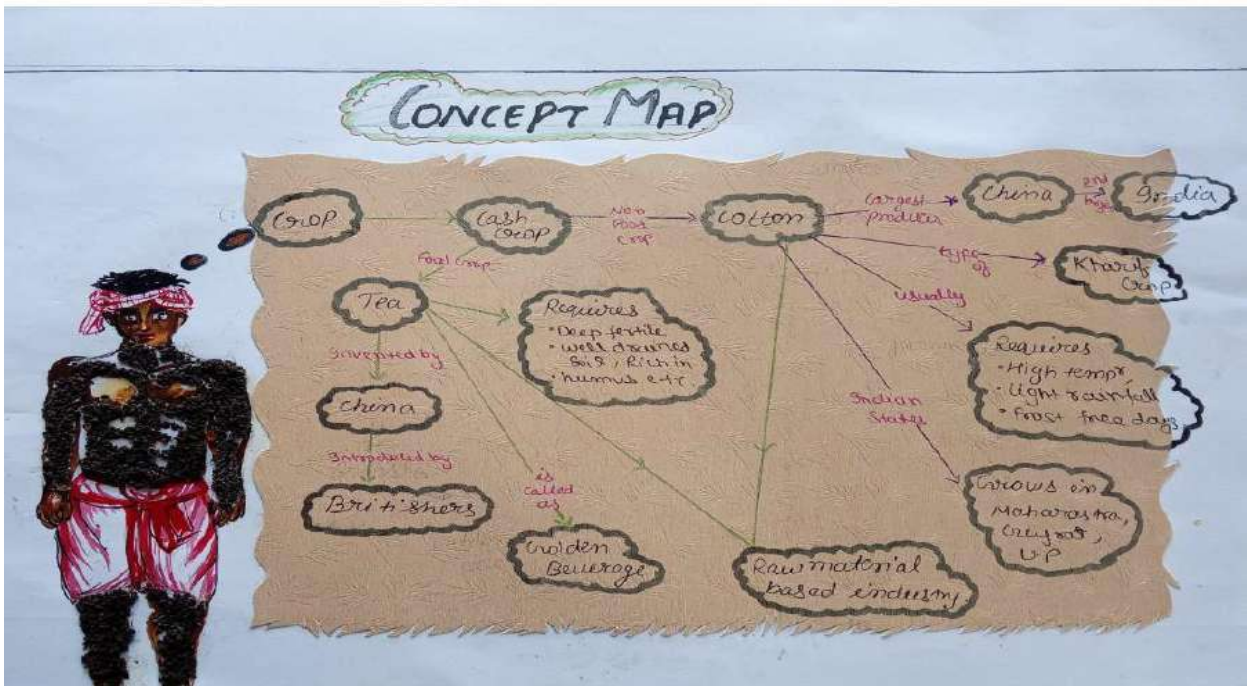 CONCEPT MAP
Crop
Cash
Crop
Non
Food
Crop
Cotton
Largest
Producer
China
2nd
India
type
of
Kharif
Crop
usually
Requires
• High tempr,
• Light rainfall
• Frost free days
Indian
States
Grows in
Maharastra,
UP
Food crop
Tea
Requires
• Deep fertile
• well drained
Soil, Rich in
• humus etc
Invented by
China
Introduced by
Britishers
is
called
as
Golden
Beverage
Raw material
based industry